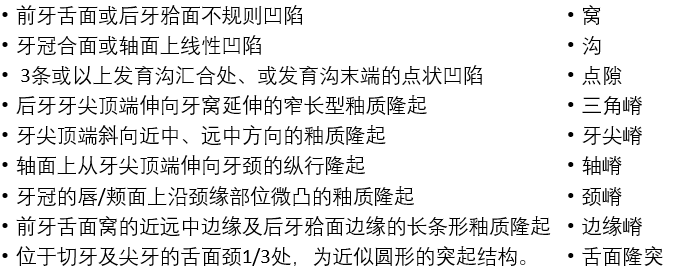 • 前牙舌面或后牙𬌗面不规则凹陷 • 窝
• 牙冠合面或轴面上线性凹陷 • 沟
• 3条或以上发育沟汇合处、或发育沟末端的点状凹陷 • 点隙
• 后牙牙尖顶端伸向牙窝延伸的窄长型釉质隆起 • 三角嵴
• 牙尖顶端斜向近中、远中方向的釉质隆起 • 牙尖嵴
• 轴面上从牙尖顶端伸向牙颈的纵行隆起 • 轴嵴
• 牙冠的唇/颊面上沿颈缘部位微凸的釉质隆起 • 颈嵴
• 前牙舌面窝的近远中边缘及后牙𬌗面边缘的长条形釉质隆起 • 边缘嵴
• 位于切牙及尖牙的舌面颈1/3处，为近似圆形的突起结构。 • 舌面隆突